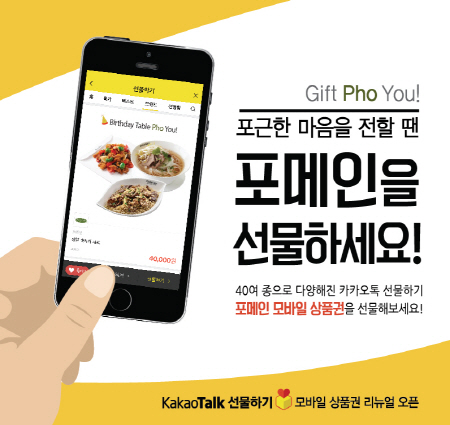 선물하기
홈
Birthday Table Pho You!
40,000원
Gift Pho You!
포근한 마음을 전할 땐
포메인을
선물하세요!
40여 종으로 다양해진 카카오톡 선물하기
포메인 모바일 상품권을 선물해보세요!
KakaoTalk 선물하기 모바일 상품권 리뉴얼 오픈